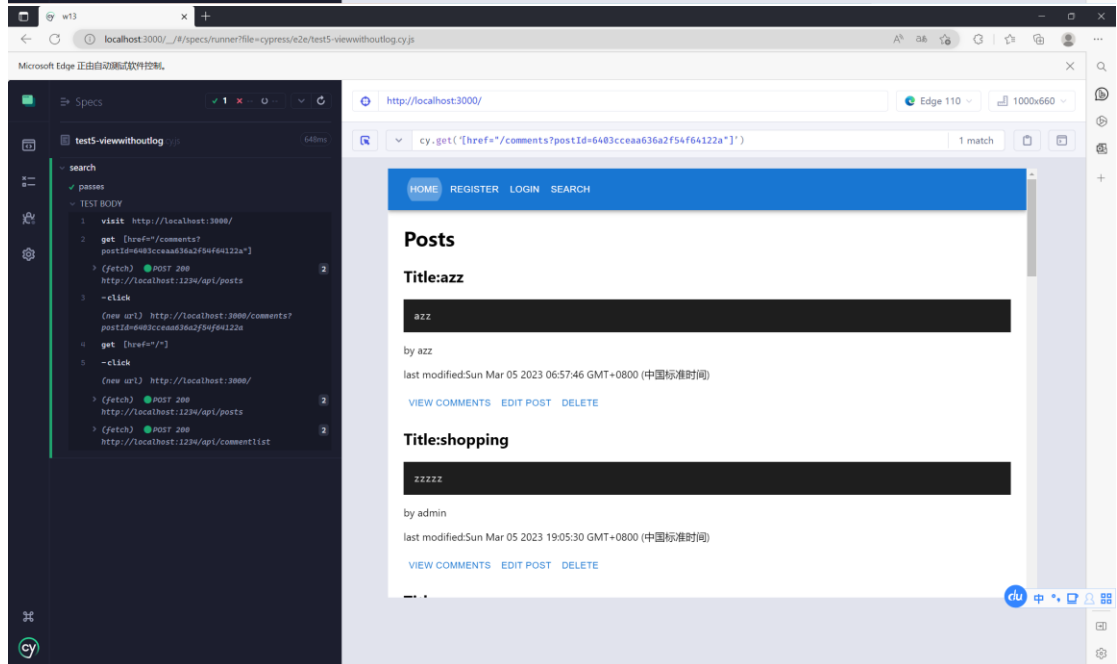 w13
localhost:3000/__/#/specs/runner?file=cypress/e2e/test5-viewwithoutlog.cy.js
Microsoft Edge 正由自动测试软件控制。
Specs
1
http://localhost:3000/
Edge 110
1000x660
test5-viewwithoutlog.cy.js
648ms
cy.get('[href="/comments?postId=6403cceaa636a2f54f64122a"]')
1 match
search
passes
TEST BODY
1 visit http://localhost:3000/
2 get [href="/comments?
postId=6403cceaa636a2f54f64122a"]
(fetch) POST 200 2
http://localhost:1234/api/posts
3 -click
(new url) http://localhost:3000/comments?
postId=6403cceaa636a2f54f64122a
4 get [href="/"]
5 -click
(new url) http://localhost:3000/
(fetch) POST 200 2
http://localhost:1234/api/posts
(fetch) POST 200 2
http://localhost:1234/api/commentlist
HOME REGISTER LOGIN SEARCH
Posts
Title:azz
azz
by azz
last modified:Sun Mar 05 2023 06:57:46 GMT+0800 (中国标准时间)
VIEW COMMENTS EDIT POST DELETE
Title:shopping
zzzzz
by admin
last modified:Sun Mar 05 2023 19:05:30 GMT+0800 (中国标准时间)
VIEW COMMENTS EDIT POST DELETE
du 中
cy